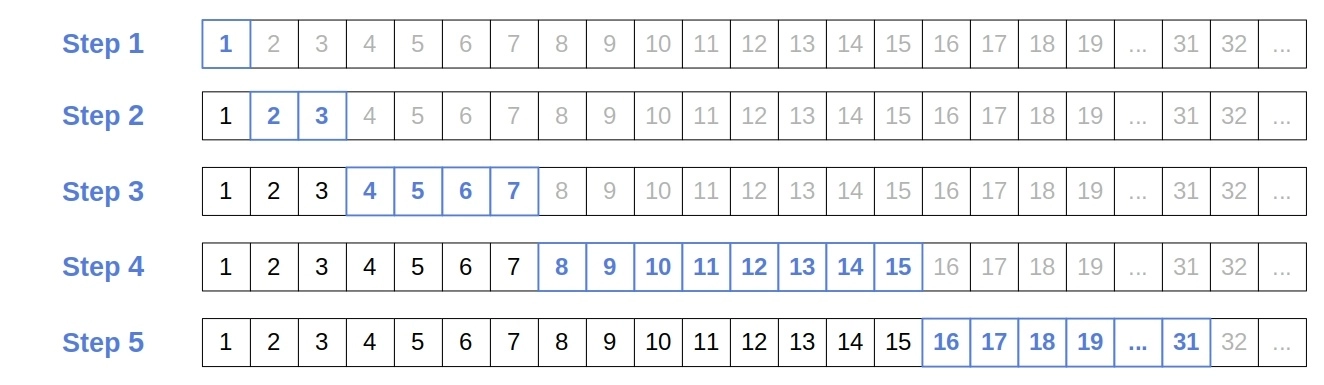 Step 1 1 2 3 4 5 6 7 8 9 10 11 12 13 14 15 16 17 18 19 ... 31 32 ...
Step 2 1 2 3 4 5 6 7 8 9 10 11 12 13 14 15 16 17 18 19 ... 31 32 ...
Step 3 1 2 3 4 5 6 7 8 9 10 11 12 13 14 15 16 17 18 19 ... 31 32 ...
Step 4 1 2 3 4 5 6 7 8 9 10 11 12 13 14 15 16 17 18 19 ... 31 32 ...
Step 5 1 2 3 4 5 6 7 8 9 10 11 12 13 14 15 16 17 18 19 ... 31 32 ...